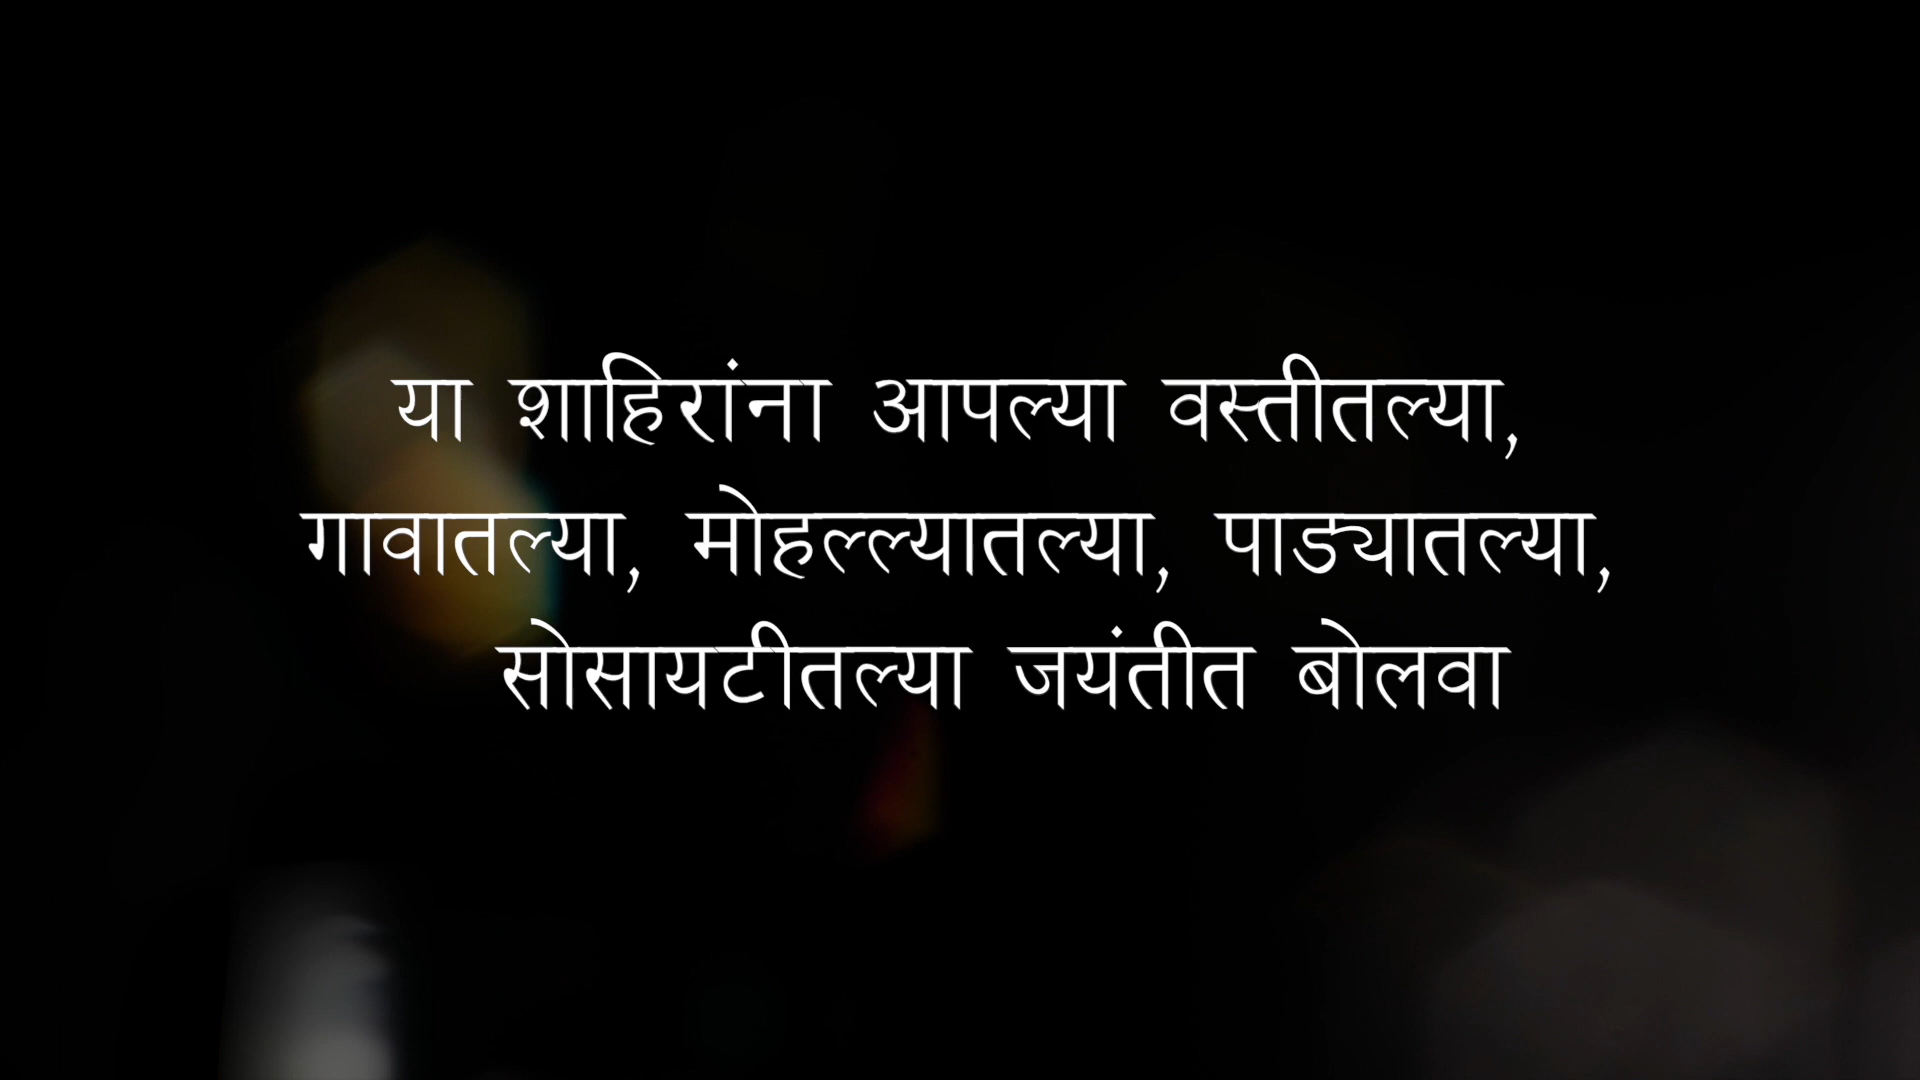 या शाहिरांना आपल्या वस्तीतल्या,
गावातल्या, मोहल्ल्यातल्या, पाड्यातल्या,
सोसायटीतल्या जयंतीत बोलवा